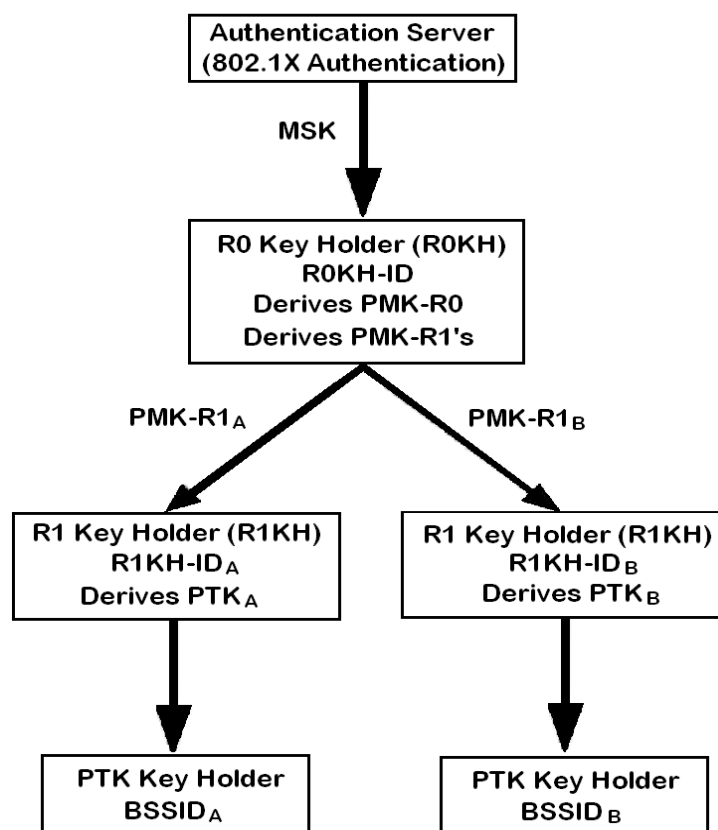 Authentication Server
(802.1X Authentication)
MSK
R0 Key Holder (R0KH)
R0KH-ID
Derives PMK-R0
Derives PMK-R1's
PMK-R1A
PMK-R1B
R1 Key Holder (R1KH)
R1KH-IDA
Derives PTKA
R1 Key Holder (R1KH)
R1KH-IDB
Derives PTKB
PTK Key Holder
BSSIDA
PTK Key Holder
BSSIDB